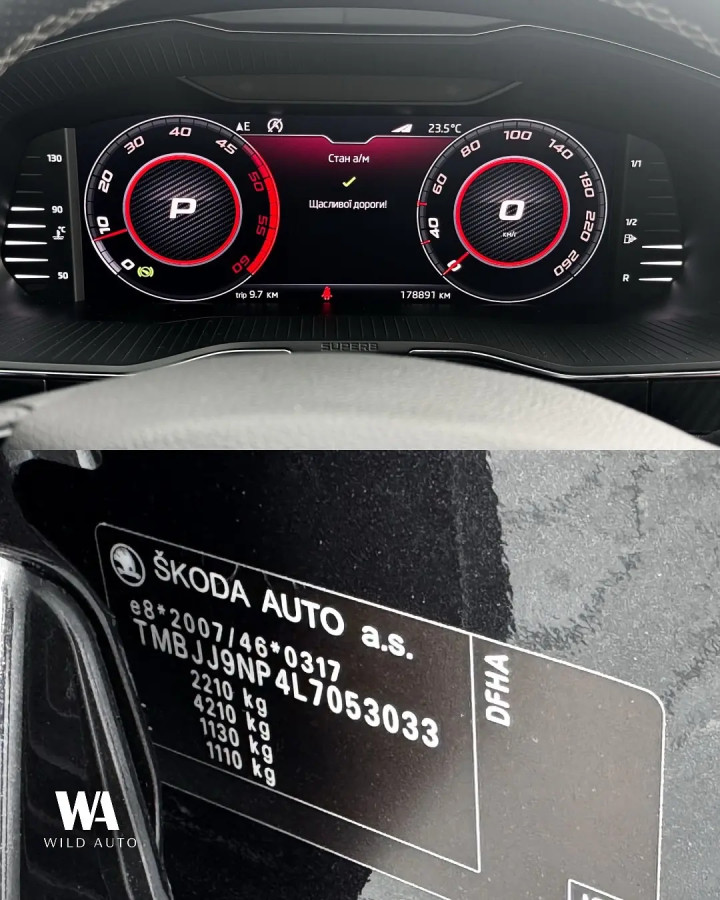 E
23.5°C
Стан а/м
Щасливої дороги!
0
10
20
30
40
45
50
55
60
P
0
40
60
80
100
140
180
220
260
0
км/г
130
90
°C
50
1/1
1/2
R
trip 9.7 км
178891 км
SUPERB
ŠKODA AUTO a.s.
e8*2007/46*0317
TMBJJ9NP4L7053033
2210 kg
4210 kg
1130 kg
1110 kg
DFHA
WA
WILD AUTO